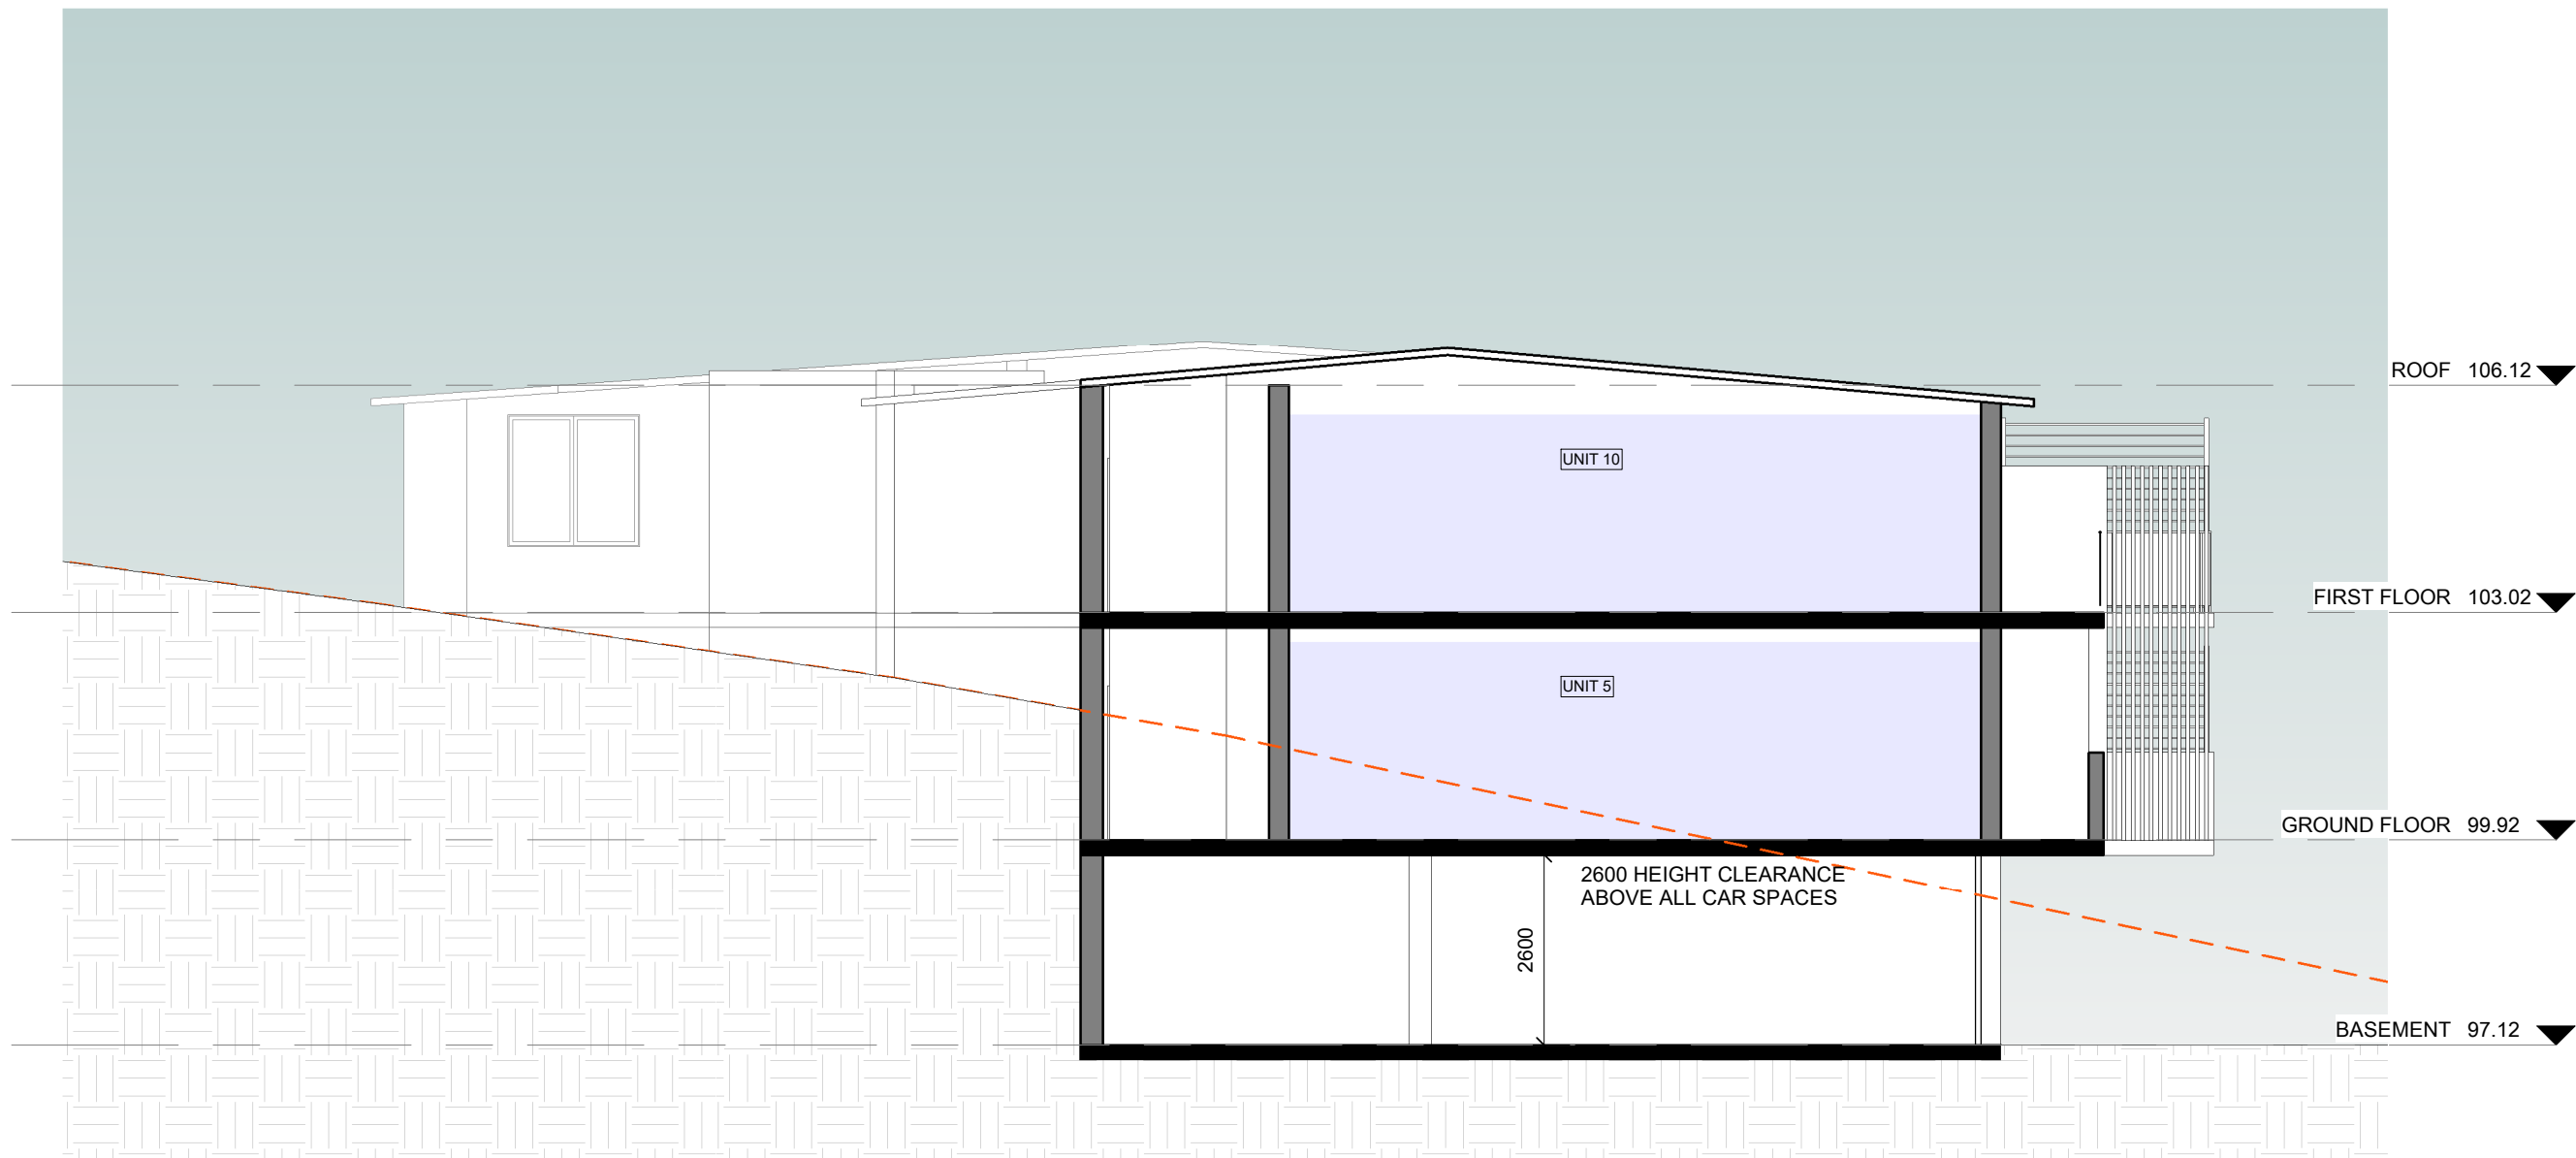 ROOF 106.12
UNIT 10
FIRST FLOOR 103.02
UNIT 5
GROUND FLOOR 99.92
2600 HEIGHT CLEARANCE
ABOVE ALL CAR SPACES
2600
BASEMENT 97.12